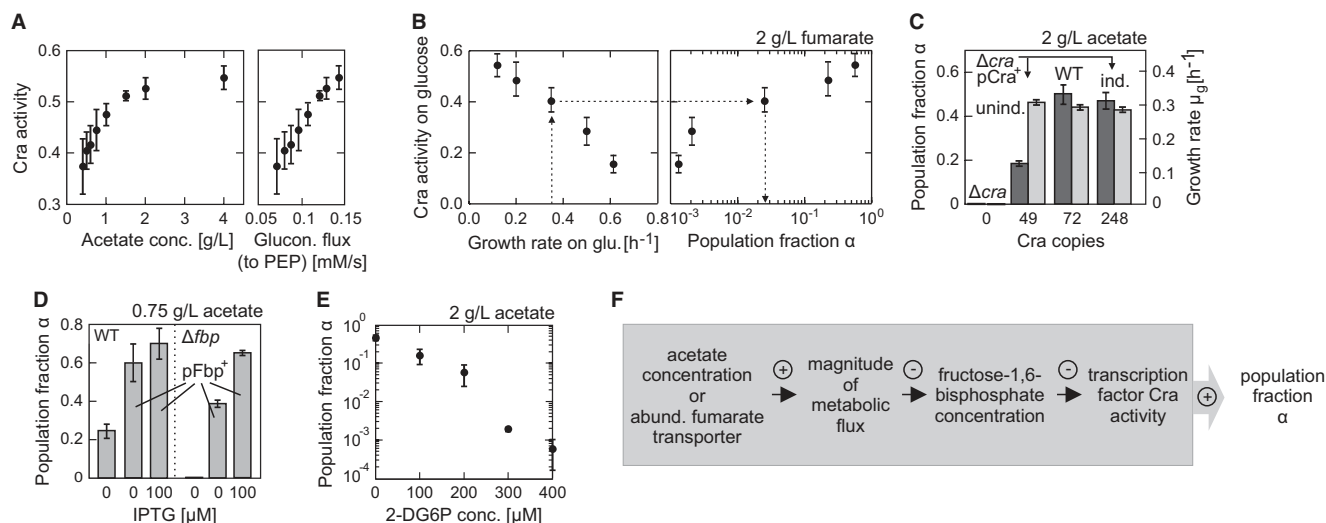 A
Cra activity
0.6
0.5
0.4
0.3
0 1 2 3 4
Acetate conc. [g/L]
0.05 0.10 0.15
Glucon. flux
(to PEP) [mM/s]
B
2 g/L fumarate
Cra activity on glucose
0.6
0.4
0.2
0
0 0.2 0.4 0.6 0.8
Growth rate on glu. [h-1]
10-3 10-2 10-1 100
Population fraction α
C
2 g/L acetate
Population fraction α
0.6
0.4
0.2
0
Δcra
pCra+
WT
ind.
unind.
Δcra
0 49 72 248
Cra copies
0.4
0.3
0.2
0.1
0
Growth rate μg [h-1]
D
0.75 g/L acetate
Population fraction α
0.8
0.6
0.4
0.2
0
WT
Δfbp
pFbp+
0 0 100 0 0 100
IPTG [μM]
E
2 g/L acetate
Population fraction α
100
10-1
10-2
10-3
10-4
0 100 200 300 400
2-DG6P conc. [μM]
F
acetate
concentration
or
abund. fumarate
transporter
+
magnitude
of
metabolic
flux
-
fructose-1,6-
bisphosphate
concentration
-
transcription
factor Cra
activity
+
population
fraction
α